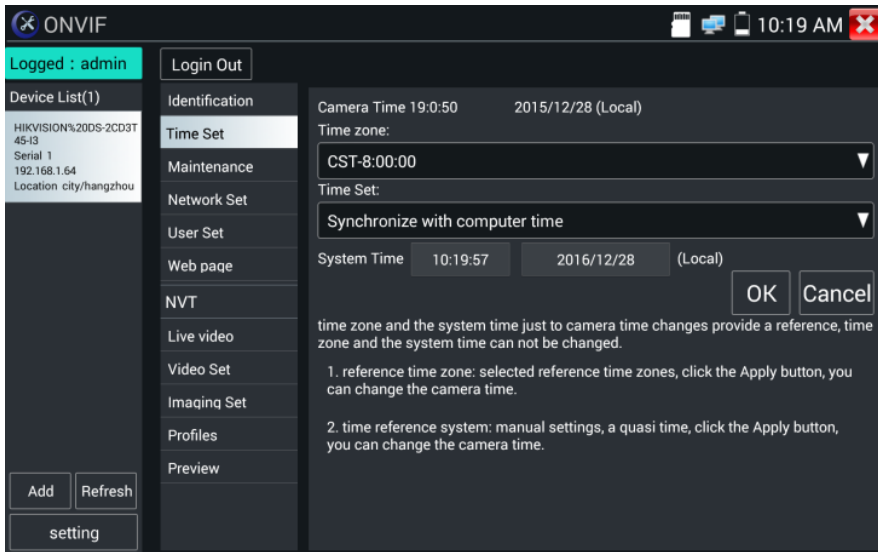 ONVIF
10:19 AM
Logged : admin
Login Out
Device List(1)
HIKVISION%20DS-2CD3T
45-I3
Serial 1
192.168.1.64
Location city/hangzhou
Add
Refresh
setting
Identification
Time Set
Maintenance
Network Set
User Set
Web page
NVT
Live video
Video Set
Imaging Set
Profiles
Preview
Camera Time 19:0:50 2015/12/28 (Local)
Time zone:
CST-8:00:00
Time Set:
Synchronize with computer time
System Time 10:19:57 2016/12/28 (Local)
OK
Cancel
time zone and the system time just to camera time changes provide a reference, time
zone and the system time can not be changed.
1. reference time zone: selected reference time zones, click the Apply button, you
can change the camera time.
2. time reference system: manual settings, a quasi time, click the Apply button,
you can change the camera time.